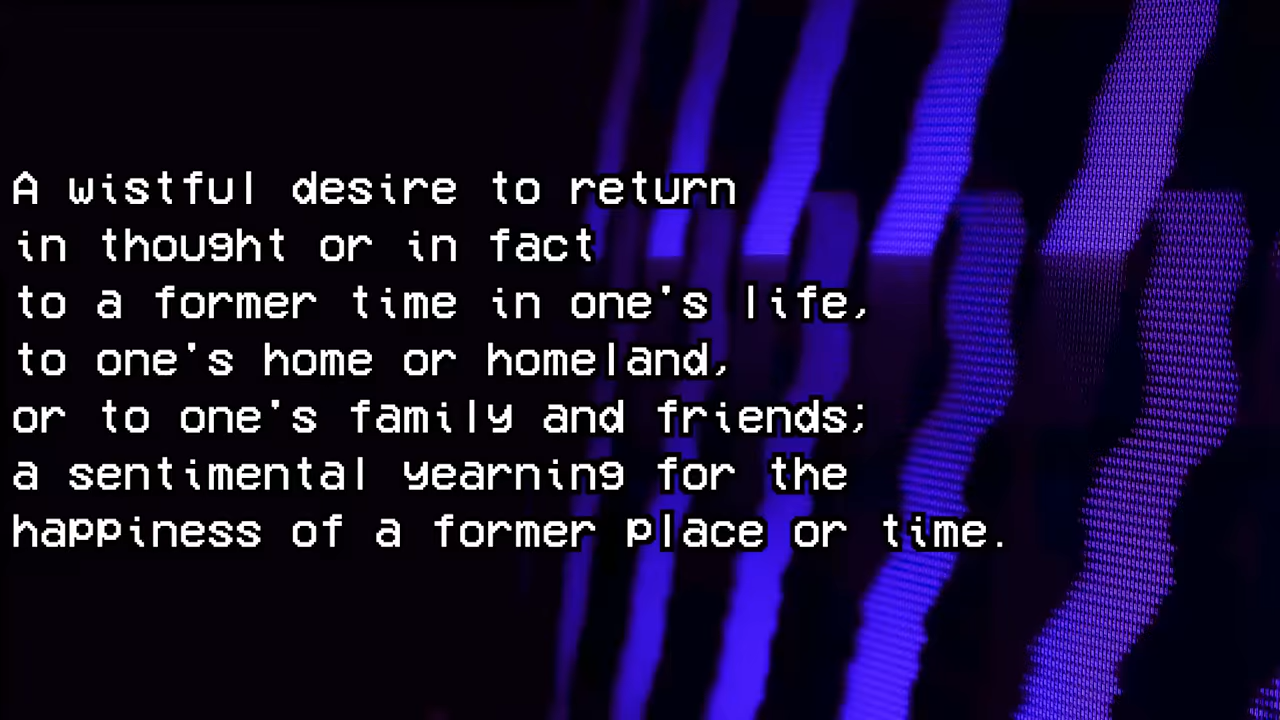 A wistful desire to return
in thought or in fact
to a former time in one's life,
to one's home or homeland,
or to one's family and friends;
a sentimental yearning for the
happiness of a former place or time.